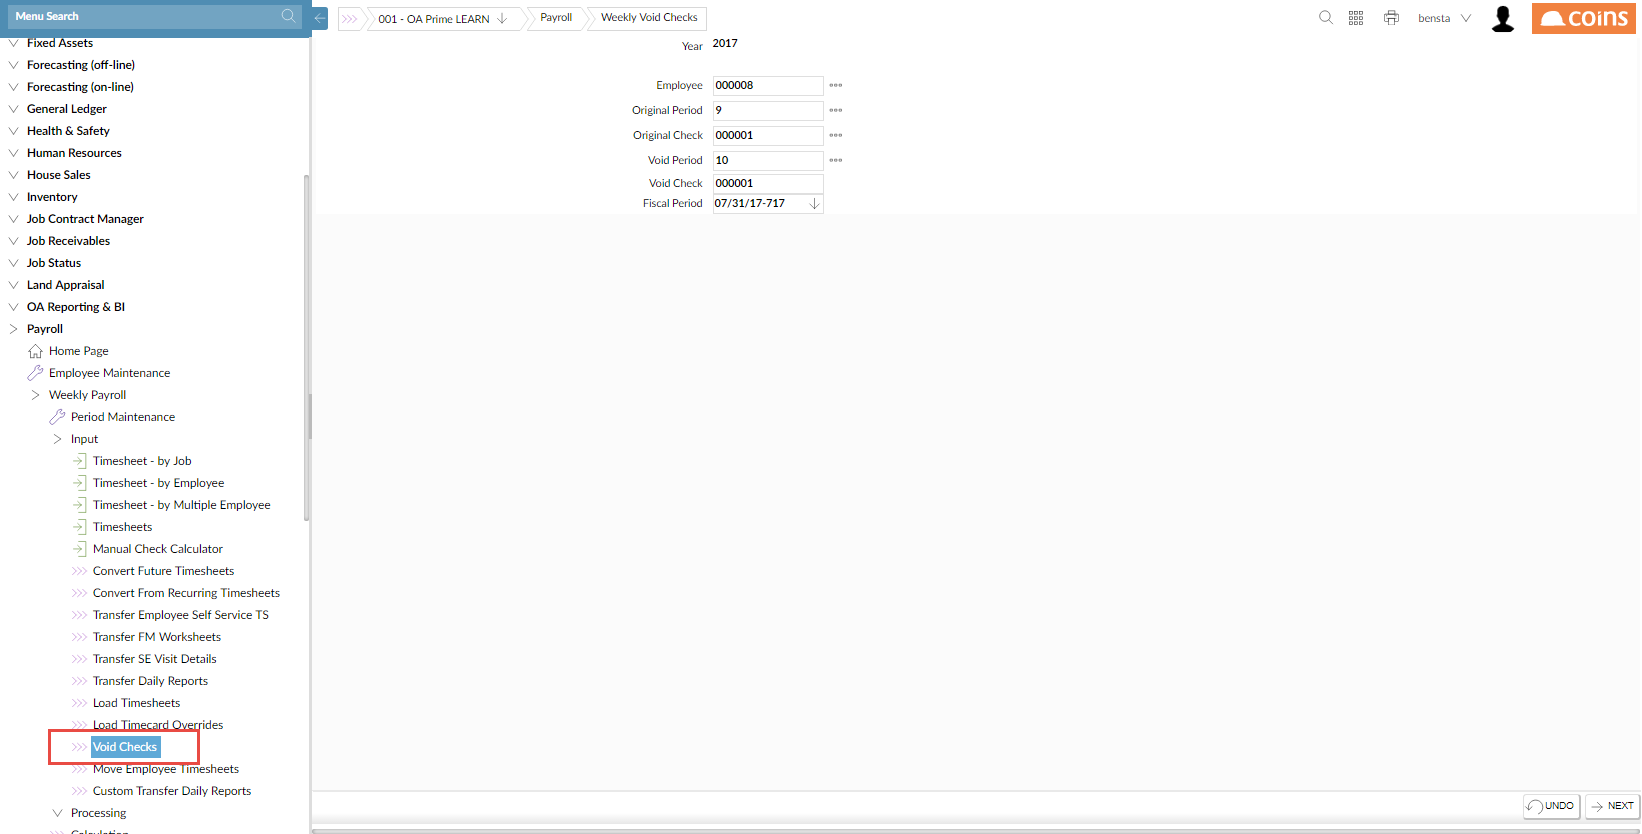 Menu Search
001 - OA Prime LEARN
Payroll
Weekly Void Checks
bensta
coins
Fixed Assets
Forecasting (off-line)
Forecasting (on-line)
General Ledger
Health & Safety
Human Resources
House Sales
Inventory
Job Contract Manager
Job Receivables
Job Status
Land Appraisal
OA Reporting & BI
Payroll
Home Page
Employee Maintenance
Weekly Payroll
Period Maintenance
Input
Timesheet - by Job
Timesheet - by Employee
Timesheet - by Multiple Employee
Timesheets
Manual Check Calculator
Convert Future Timesheets
Convert From Recurring Timesheets
Transfer Employee Self Service TS
Transfer FM Worksheets
Transfer SE Visit Details
Transfer Daily Reports
Load Timesheets
Load Timecard Overrides
Void Checks
Move Employee Timesheets
Custom Transfer Daily Reports
Processing
Calculation
Year 2017
Employee 000008
Original Period 9
Original Check 000001
Void Period 10
Void Check 000001
Fiscal Period 07/31/17-717
UNDO
NEXT